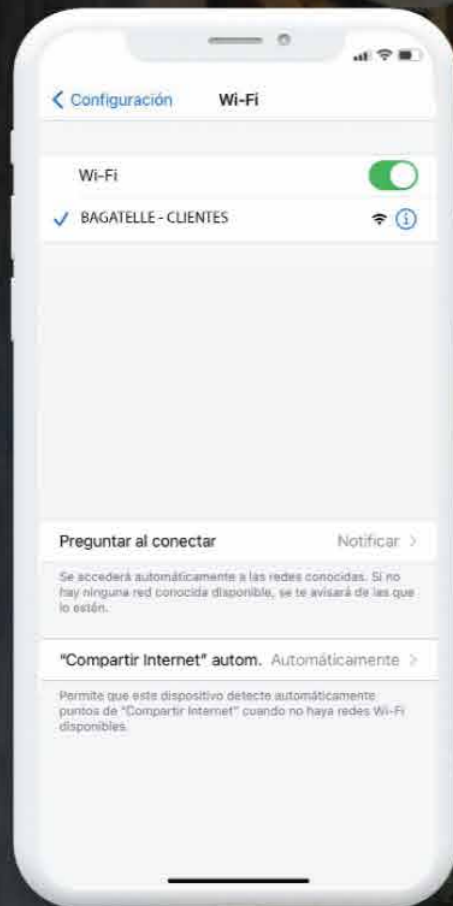 Configuración
Wi-Fi
Wi-Fi
BAGATELLE - CLIENTES
Preguntar al conectar
Notificar
Se accederá automáticamente a las redes conocidas. Si no
hay ninguna red conocida disponible, se te avisará de las que
lo estén.
"Compartir Internet" autom.
Automáticamente
Permite que este dispositivo detecte automáticamente
puntos de "Compartir Internet" cuando no haya redes Wi-Fi
disponibles.